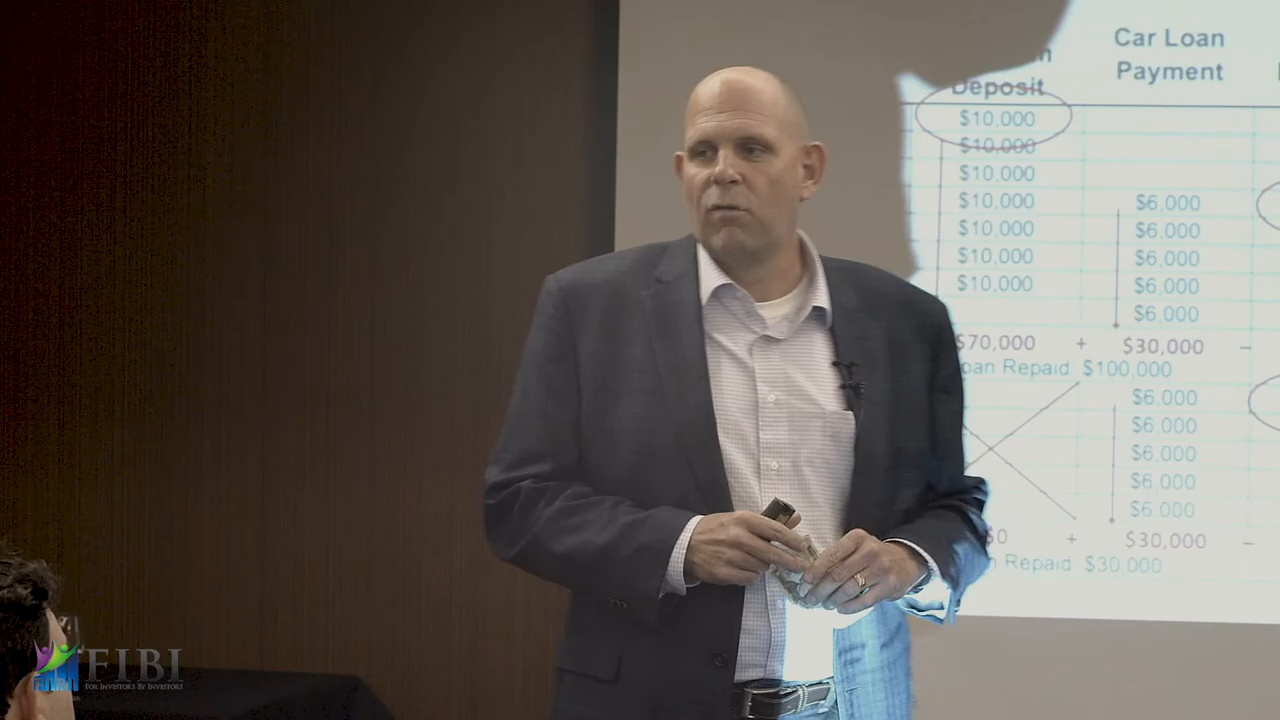 Car Loan
Payment
Deposit
$10,000
$10,000
$10,000
$10,000 $6,000
$10,000 $6,000
$10,000 $6,000
$10,000 $6,000
$6,000
$70,000 + $30,000 –
Repaid $100,000
$6,000
$6,000
$6,000
$6,000
$6,000
$0 + $30,000 –
Repaid $30,000
FIBI
FOR INVESTORS BY INVESTORS